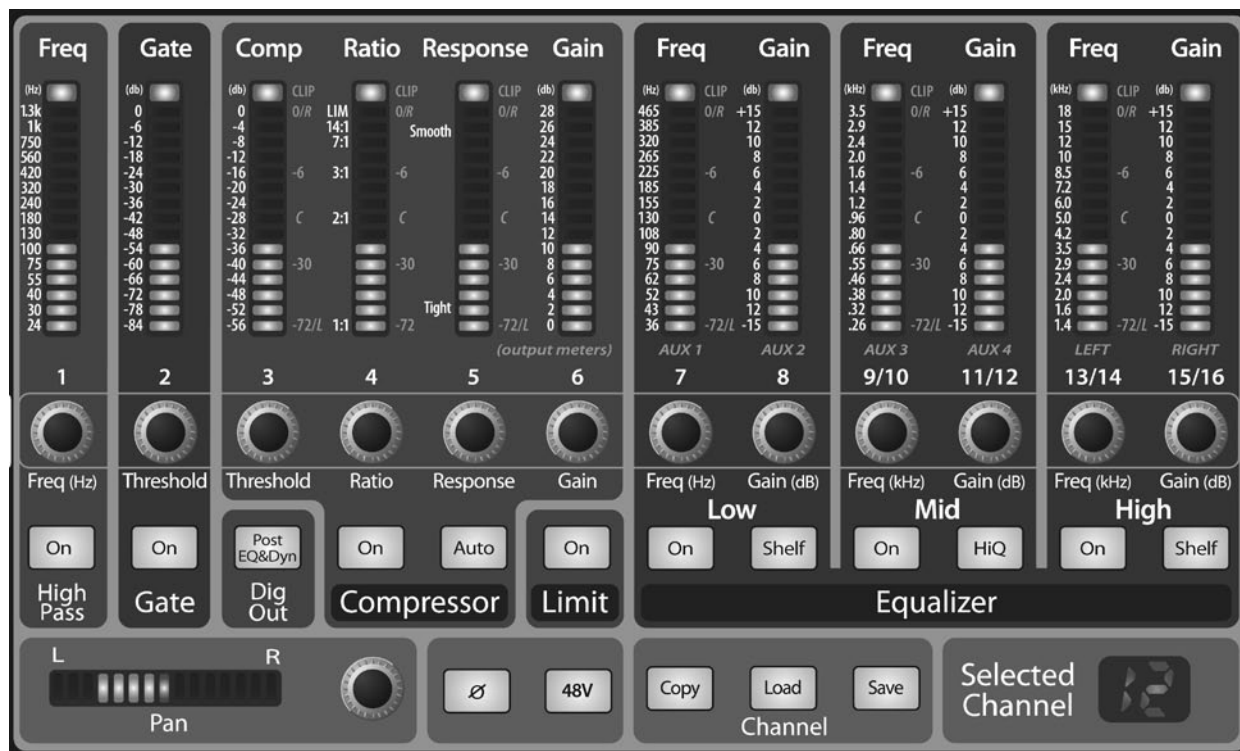 Freq Gate Comp Ratio Response Gain Freq Gain Freq Gain Freq Gain
(Hz) (db) (db) CLIP CLIP CLIP (db) (Hz) CLIP (db) (kHz) CLIP (db) (kHz) CLIP (db)
1.3k 0 0 0/R LIM 0/R 0/R 28 465 0/R +15 3.5 0/R +15 18 0/R +15
1k -6 -4 14:1 Smooth 26 385 12 2.9 12 15 12
750 -12 -8 7:1 24 320 10 2.4 10 12 10
560 -18 -12 22 265 8 2.0 8 10 8
420 -24 -16 -6 3:1 -6 -6 20 225 -6 6 1.6 -6 6 8.5 -6 6
320 -30 -20 18 185 4 1.4 4 7.2 4
240 -36 -24 16 155 2 1.2 2 6.0 2
180 -42 -28 C 2:1 C C 14 130 C 0 .96 C 0 5.0 C 0
130 -48 -32 12 108 2 .80 2 4.2 2
100 -54 -36 10 90 4 .66 4 3.5 4
75 -60 -40 -30 -30 -30 8 75 -30 6 .55 -30 6 2.9 -30 6
55 -66 -44 6 62 8 .46 8 2.4 8
40 -72 -48 4 52 10 .38 10 2.0 10
30 -78 -52 Tight 2 43 12 .32 12 1.6 12
24 -84 -56 -72/L 1:1 -72 -72/L 0 36 -72/L -15 .26 -72/L -15 1.4 -72/L -15
(output meters) AUX 1 AUX 2 AUX 3 AUX 4 LEFT RIGHT
1 2 3 4 5 6 7 8 9/10 11/12 13/14 15/16
Freq (Hz) Threshold Threshold Ratio Response Gain Freq (Hz) Gain (dB) Freq (kHz) Gain (dB) Freq (kHz) Gain (dB)
Low Mid High
On On Post EQ&Dyn On Auto On On Shelf On HiQ On Shelf
High Pass
Gate
Dig Out
Compressor
Limit
Equalizer
L R
Pan
Ø
48V
Copy Load Save
Channel
Selected Channel
12